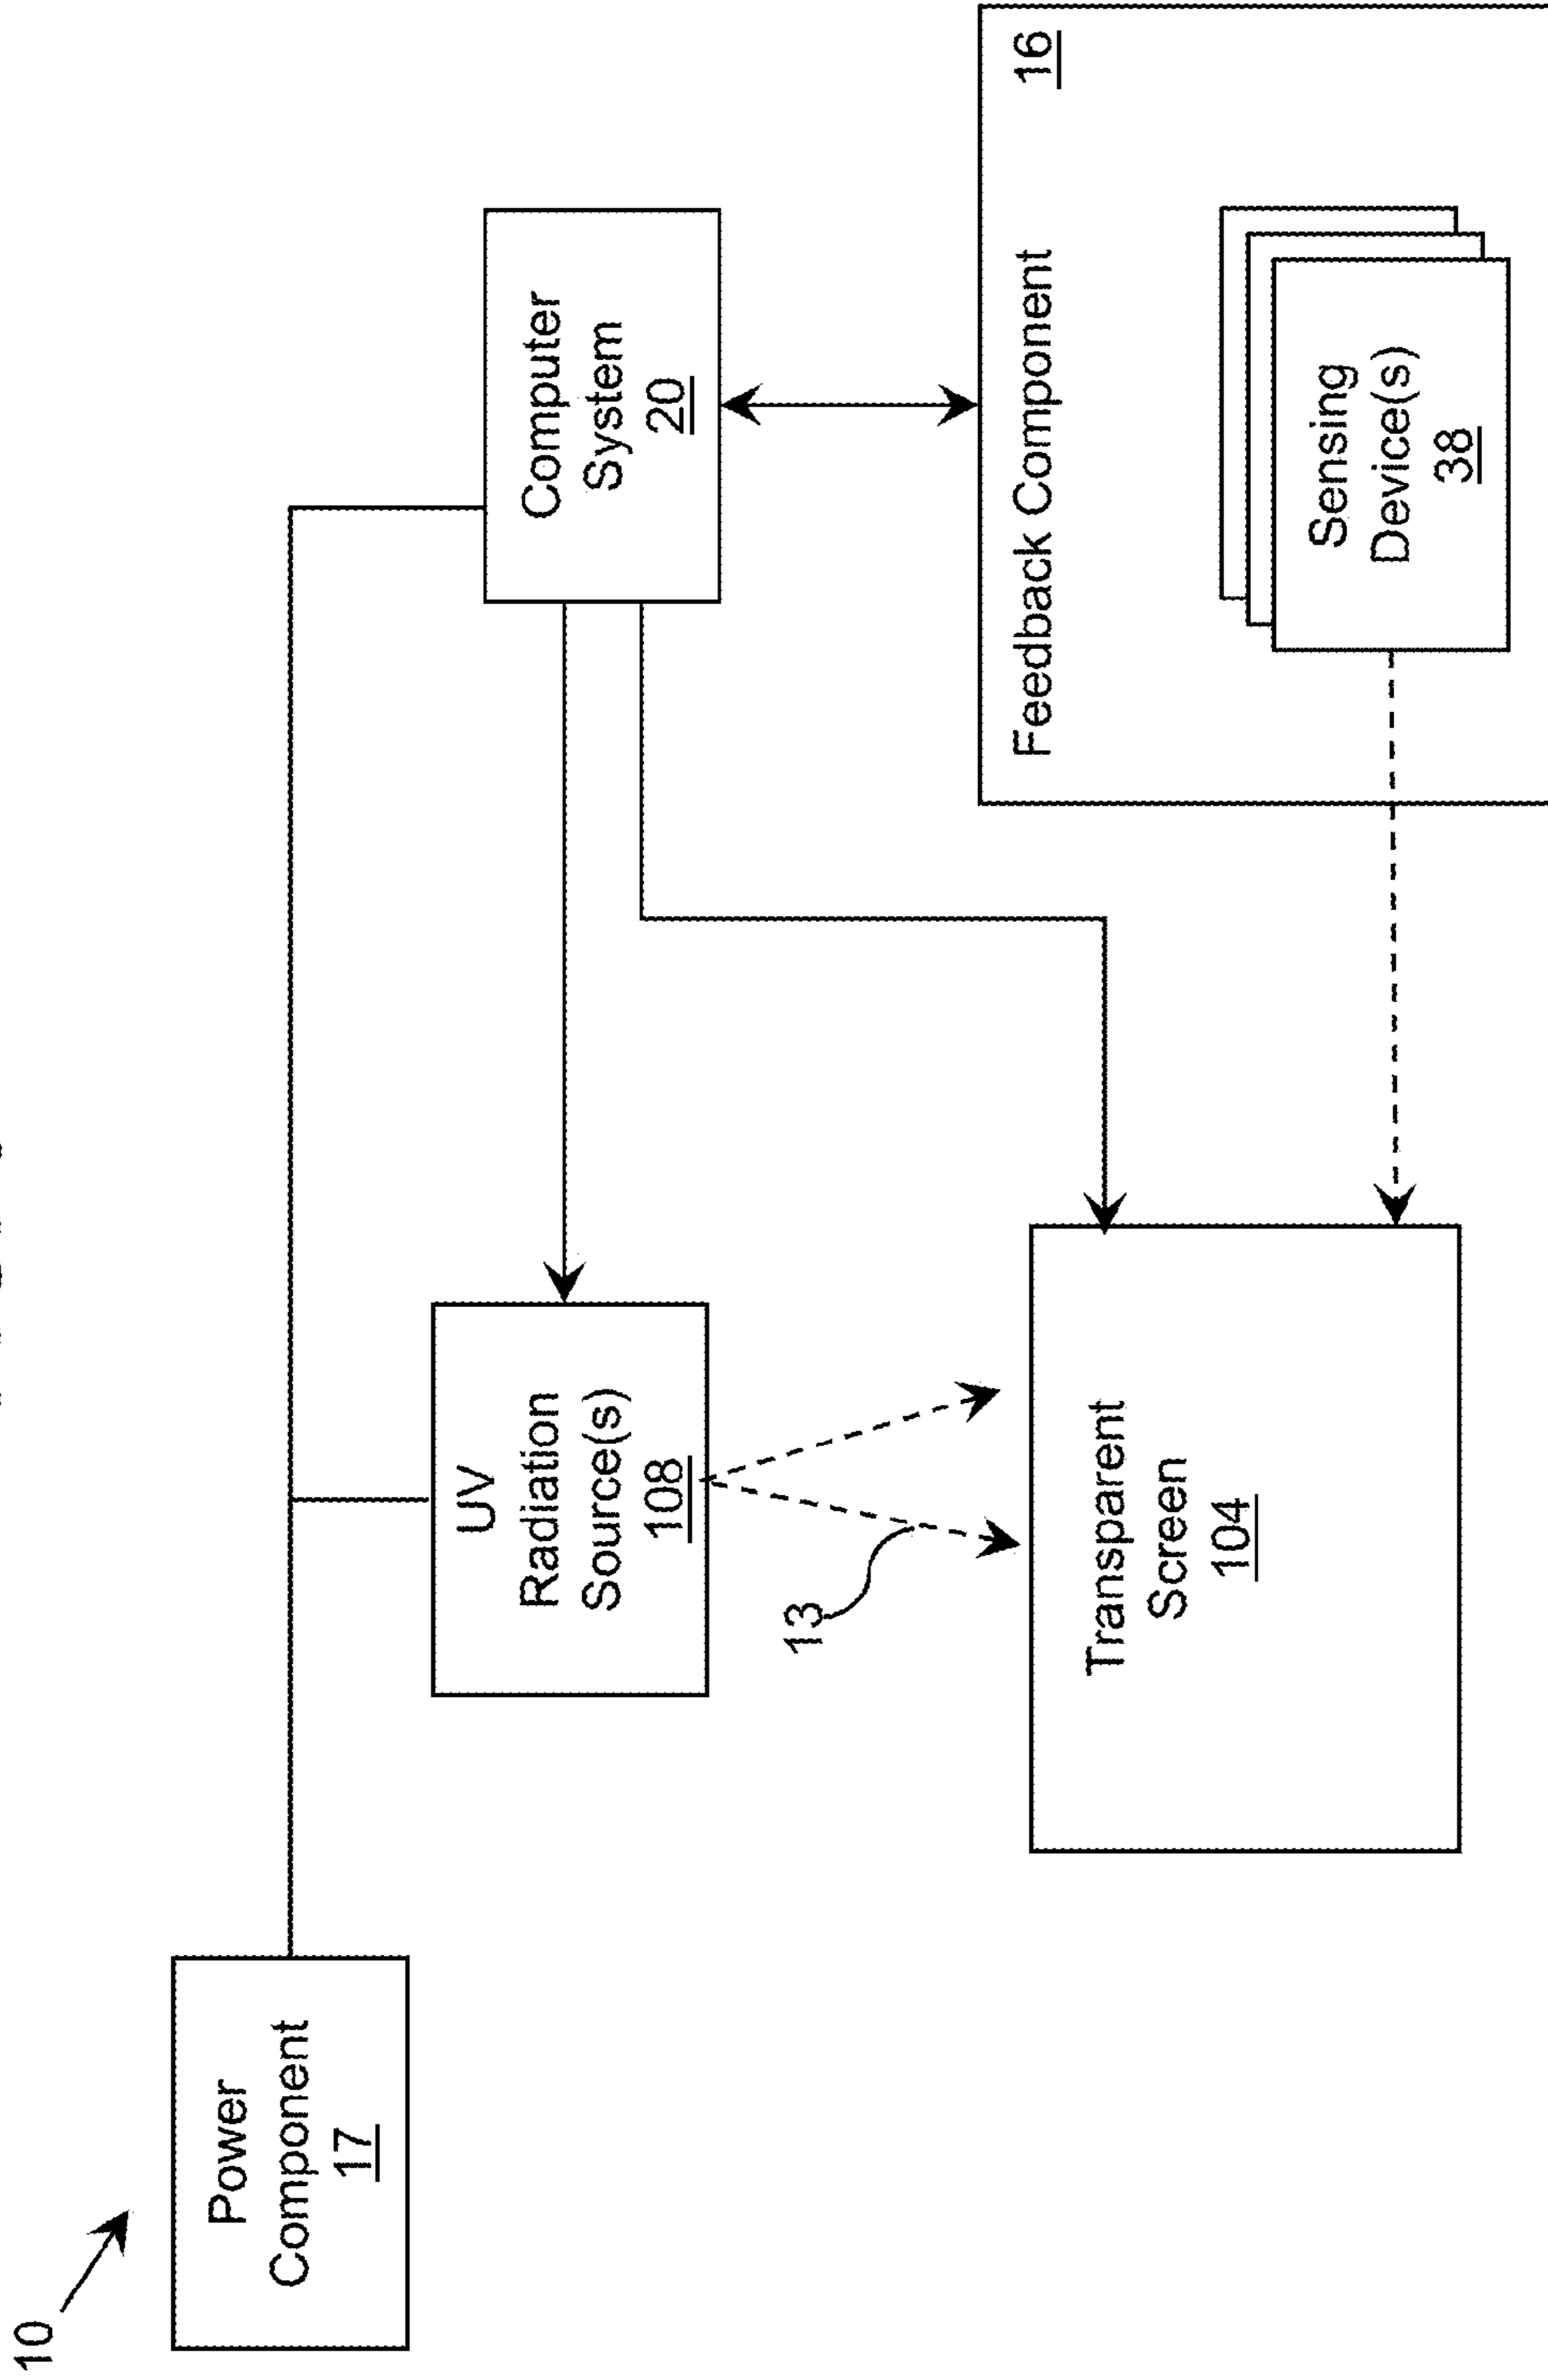 10
Power
Component
17
UV
Radiation
Source(s)
108
Computer
System
20
13
Transparent
Screen
104
Feedback Component
16
Sensing
Device(s)
38